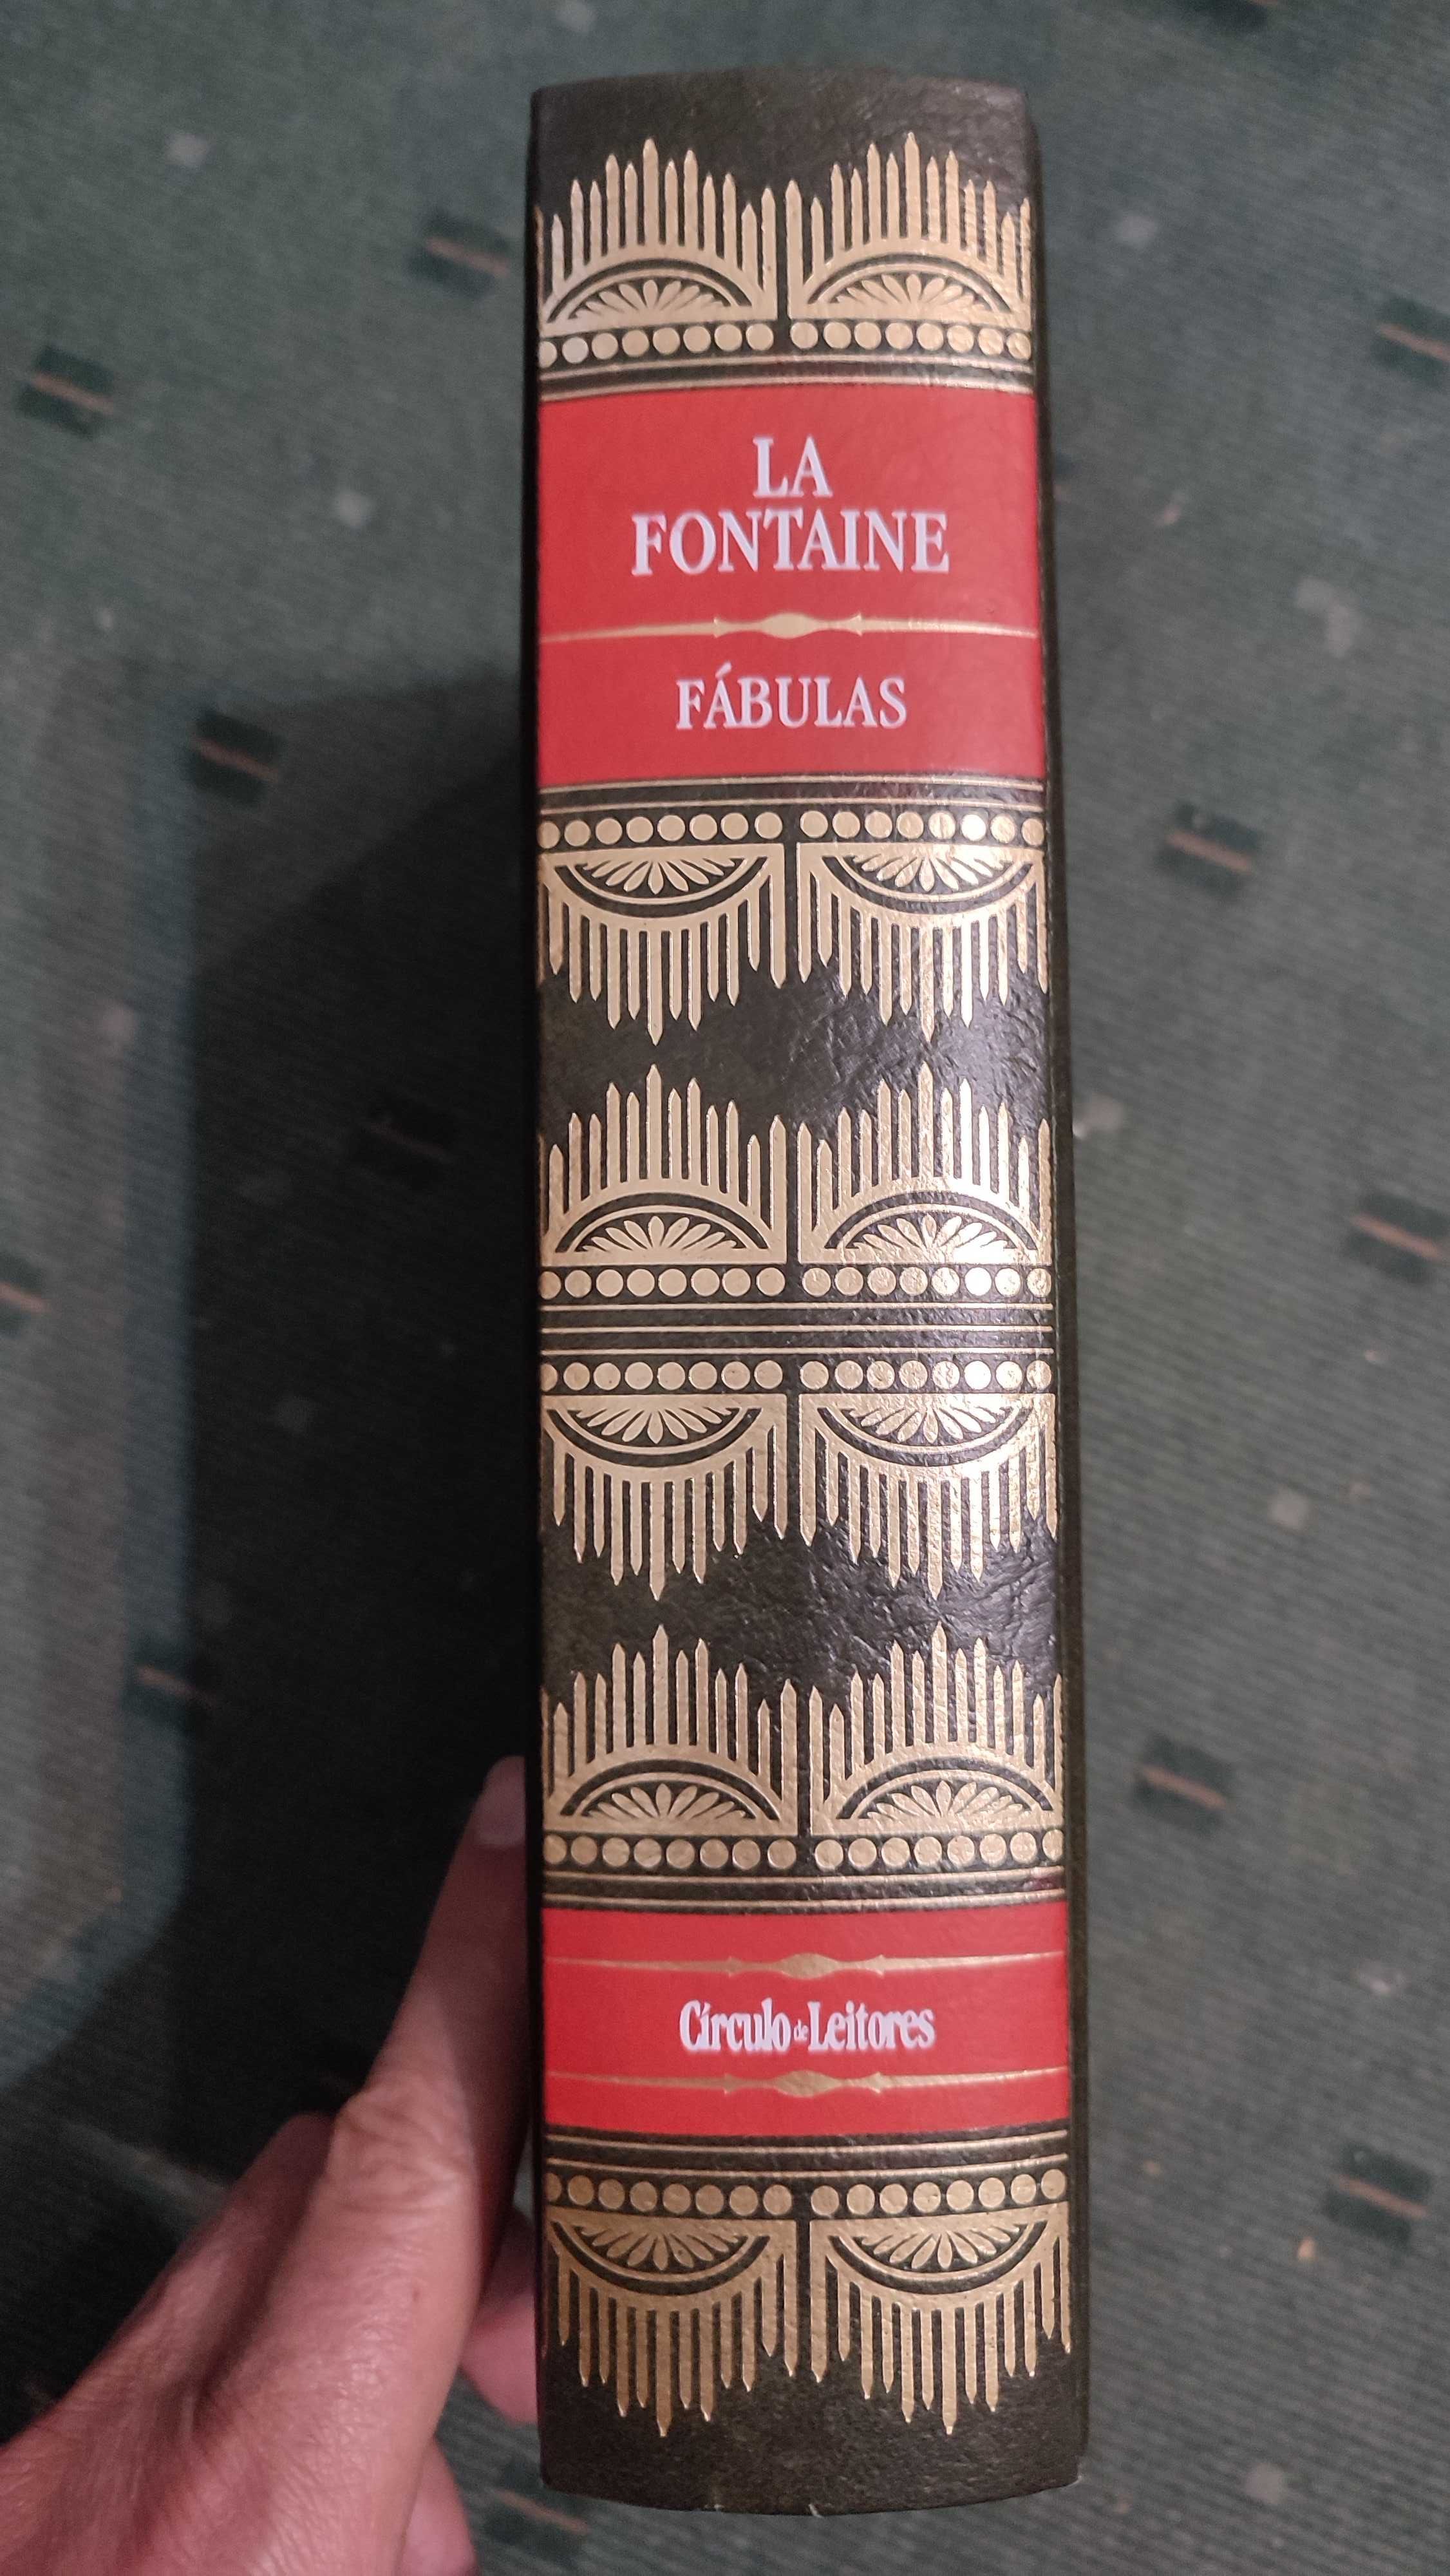 LA
FONTAINE
FÁBULAS
Círculo de Leitores